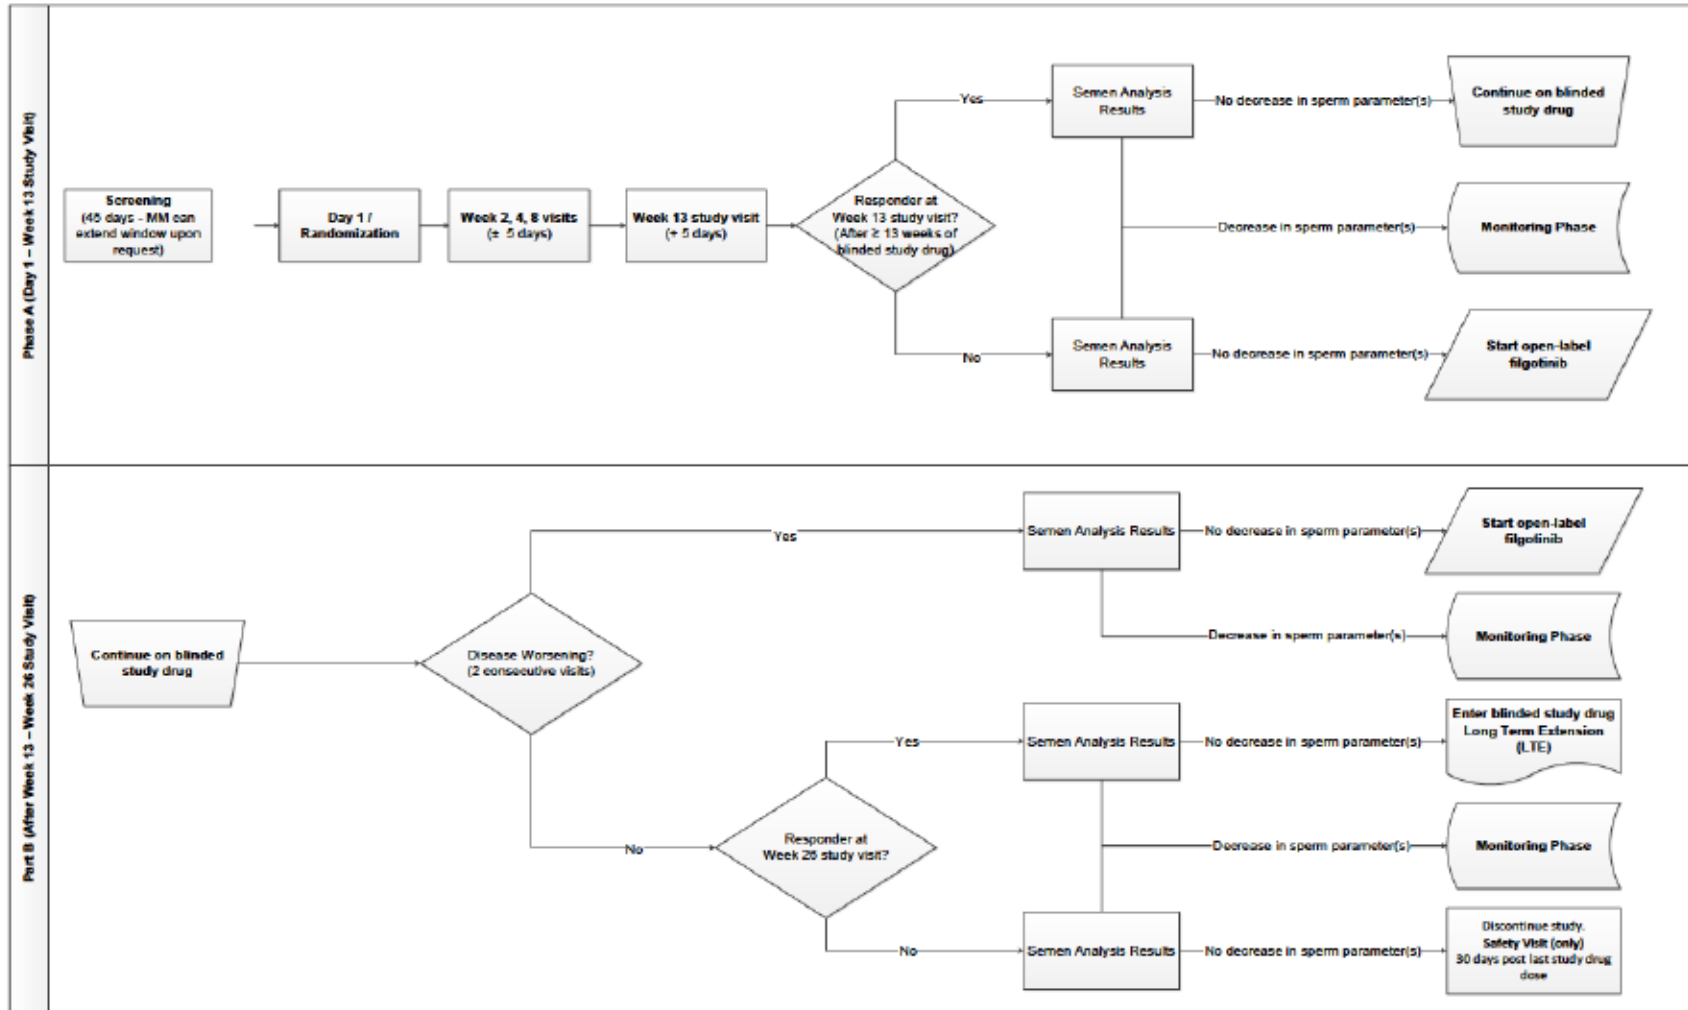 Phase A (Day 1 – Week 13 Study Visit)
Screening
(45 days - MM can
extend window upon
request)
Day 1 /
Randomization
Week 2, 4, 8 visits
(± 5 days)
Week 13 study visit
(+ 5 days)
Responder at
Week 13 study visit?
(After ≥ 13 weeks of
blinded study drug)
Yes
Semen Analysis
Results
No decrease in sperm parameter(s)
Continue on blinded
study drug
Decrease in sperm parameter(s)
Monitoring Phase
No
Semen Analysis
Results
No decrease in sperm parameter(s)
Start open-label
filgotinib
Part B (After Week 13 – Week 26 Study Visit)
Continue on blinded
study drug
Disease Worsening?
(2 consecutive visits)
Yes
Semen Analysis Results
No decrease in sperm parameter(s)
Start open-label
filgotinib
Decrease in sperm parameter(s)
Monitoring Phase
No
Responder at
Week 26 study visit?
Yes
Semen Analysis Results
No decrease in sperm parameter(s)
Enter blinded study drug
Long Term Extension
(LTE)
Decrease in sperm parameter(s)
Monitoring Phase
No
Semen Analysis Results
No decrease in sperm parameter(s)
Discontinue study.
Safety Visit (only)
30 days post last study drug
dose